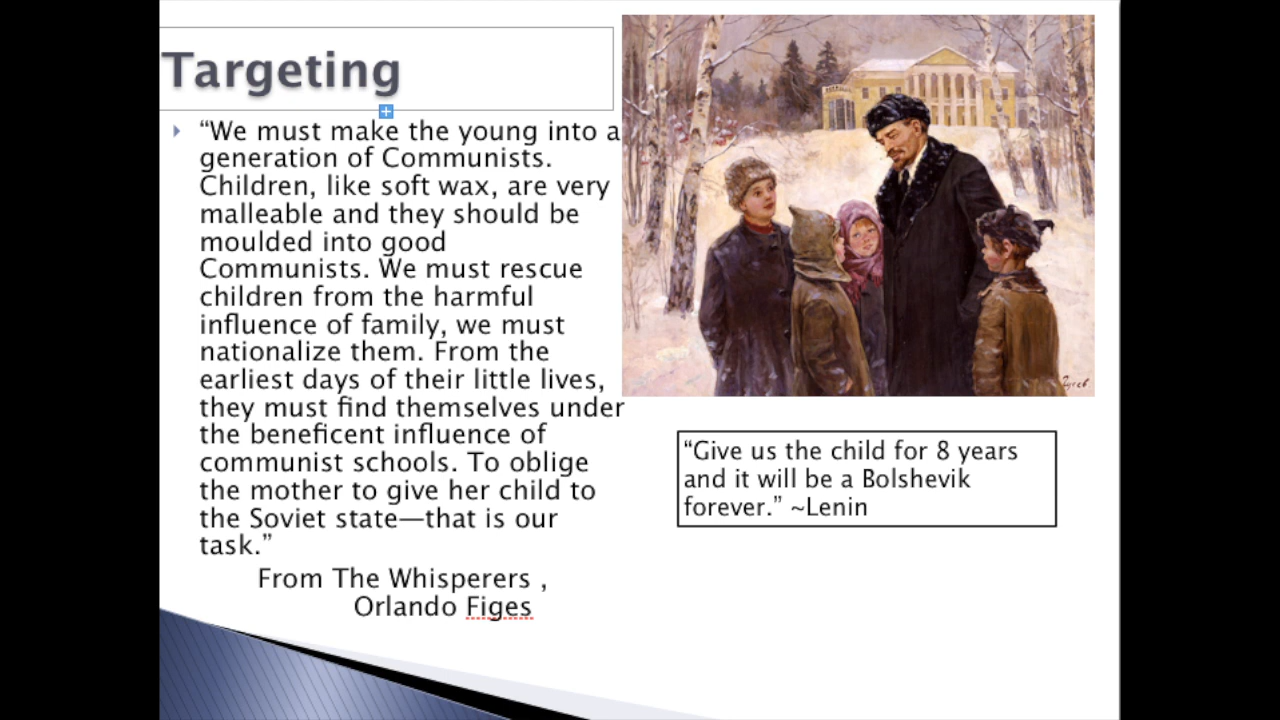 Targeting
“We must make the young into a
generation of Communists.
Children, like soft wax, are very
malleable and they should be
moulded into good
Communists. We must rescue
children from the harmful
influence of family, we must
nationalize them. From the
earliest days of their little lives,
they must find themselves under
the beneficent influence of
communist schools. To oblige
the mother to give her child to
the Soviet state—that is our
task.”
From The Whisperers ,
Orlando Figes
“Give us the child for 8 years
and it will be a Bolshevik
forever.” ~Lenin